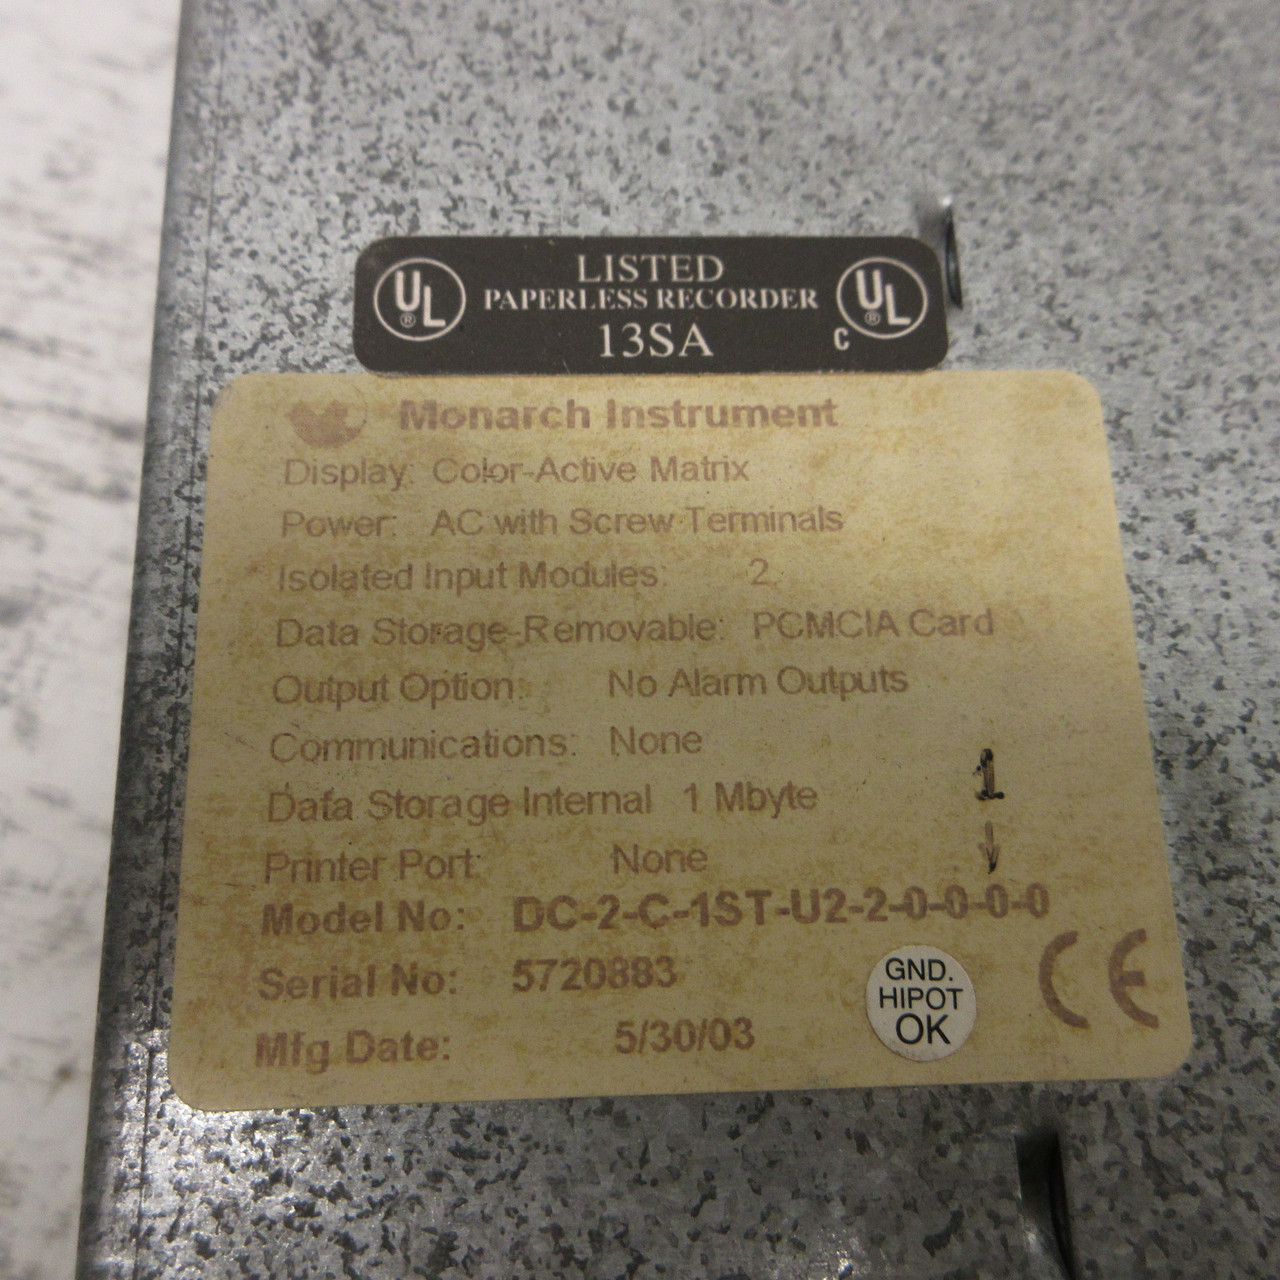 UL® LISTED C UL®
PAPERLESS RECORDER
13SA
Monarch Instrument
Display: Color-Active Matrix
Power: AC with Screw Terminals
Isolated Input Modules: 2
Data Storage-Removable: PCMCIA Card
Output Option: No Alarm Outputs
Communications: None
Data Storage Internal 1 Mbyte
1
Printer Port: None
Model No: DC-2-C-1ST-U2-2-0-0-0-0
Serial No: 5720883
Mfg Date: 5/30/03
GND.
HIPOT
OK
CE